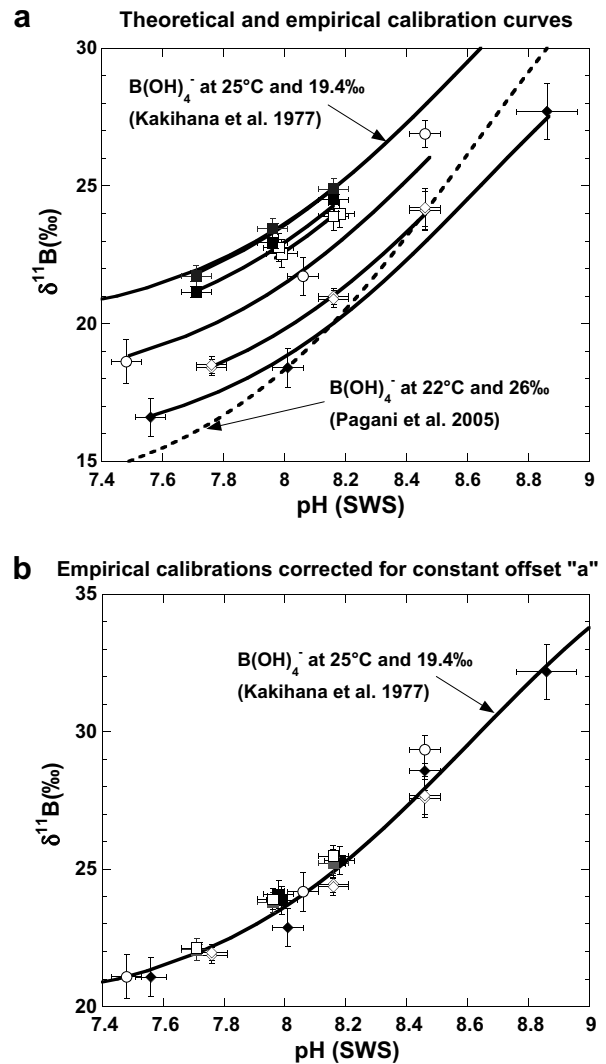 a
Theoretical and empirical calibration curves
30
25
20
15
δ¹¹B(‰)
B(OH)₄⁻ at 25°C and 19.4‰
(Kakihana et al. 1977)
B(OH)₄⁻ at 22°C and 26‰
(Pagani et al. 2005)
7.4 7.6 7.8 8 8.2 8.4 8.6 8.8 9
pH (SWS)
b
Empirical calibrations corrected for constant offset "a"
35
30
25
20
δ¹¹B(‰)
B(OH)₄⁻ at 25°C and 19.4‰
(Kakihana et al. 1977)
7.4 7.6 7.8 8 8.2 8.4 8.6 8.8 9
pH (SWS)